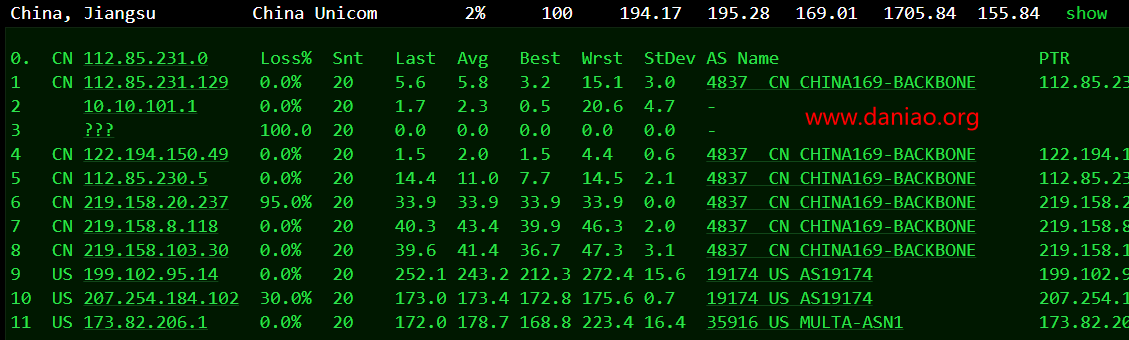 China, Jiangsu China Unicom 2% 100 194.17 195.28 169.01 1705.84 155.84 show
0. CN 112.85.231.0 Loss% Snt Last Avg Best Wrst StDev AS Name PTR
1 CN 112.85.231.129 0.0% 20 5.6 5.8 3.2 15.1 3.0 4837 CN CHINA169-BACKBONE 112.85.23
2 10.10.101.1 0.0% 20 1.7 2.3 0.5 20.6 4.7 -
www.daniao.org
3 ??? 100.0 20 0.0 0.0 0.0 0.0 0.0 -
4 CN 122.194.150.49 0.0% 20 1.5 2.0 1.5 4.4 0.6 4837 CN CHINA169-BACKBONE 122.194.1
5 CN 112.85.230.5 0.0% 20 14.4 11.0 7.7 14.5 2.1 4837 CN CHINA169-BACKBONE 112.85.23
6 CN 219.158.20.237 95.0% 20 33.9 33.9 33.9 33.9 0.0 4837 CN CHINA169-BACKBONE 219.158.2
7 CN 219.158.8.118 0.0% 20 40.3 43.4 39.9 46.3 2.0 4837 CN CHINA169-BACKBONE 219.158.8
8 CN 219.158.103.30 0.0% 20 39.6 41.4 36.7 47.3 3.1 4837 CN CHINA169-BACKBONE 219.158.1
9 US 199.102.95.14 0.0% 20 252.1 243.2 212.3 272.4 15.6 19174 US AS19174 199.102.9
10 US 207.254.184.102 30.0% 20 173.0 173.4 172.8 175.6 0.7 19174 US AS19174 207.254.1
11 US 173.82.206.1 0.0% 20 172.0 178.7 168.8 223.4 16.4 35916 US MULTA-ASN1 173.82.20